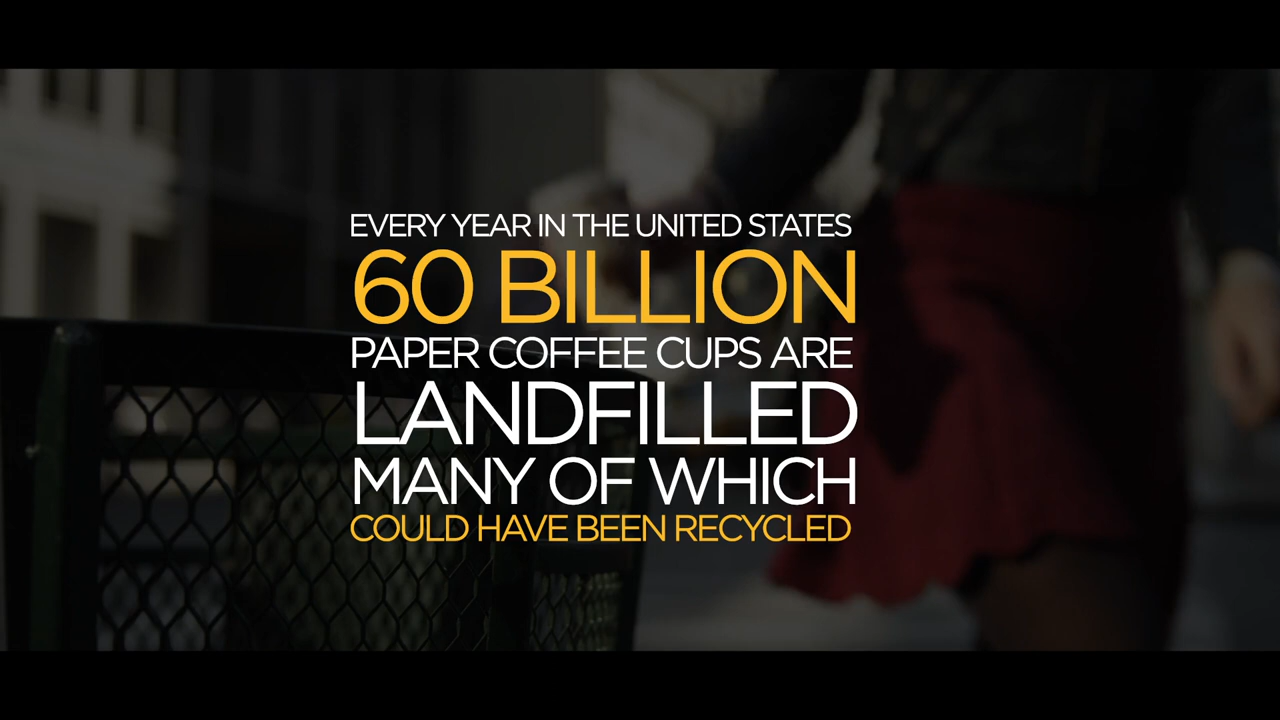 EVERY YEAR IN THE UNITED STATES
60 BILLION
PAPER COFFEE CUPS ARE
LANDFILLED
MANY OF WHICH
COULD HAVE BEEN RECYCLED